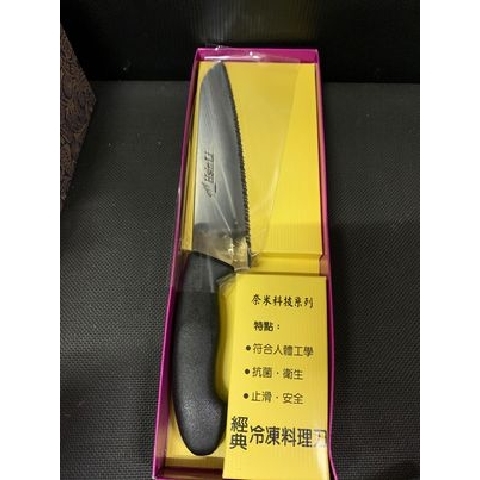 奈米科技系列
特點：
•符合人體工學
•抗菌・衛生
•止滑・安全
經典 冷凍料理刀